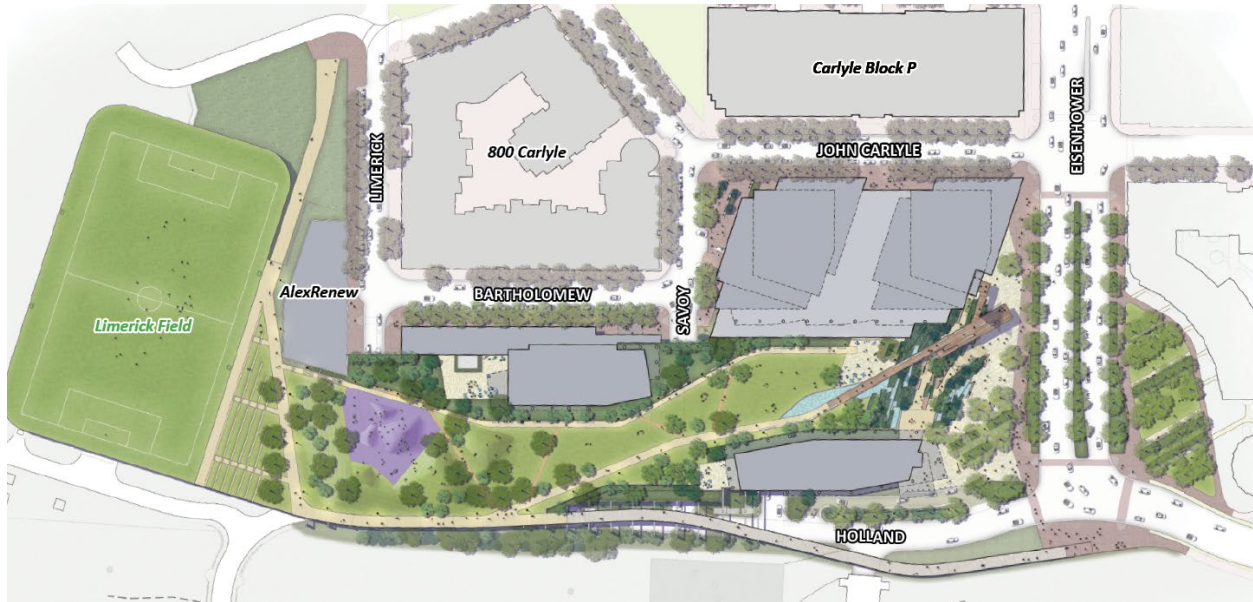 Carlyle Block P
LIMERICK
EISENHOWER
800 Carlyle
JOHN CARLYLE
AlexRenew
BARTHOLOMEW
SAVOY
Limerick Field
HOLLAND